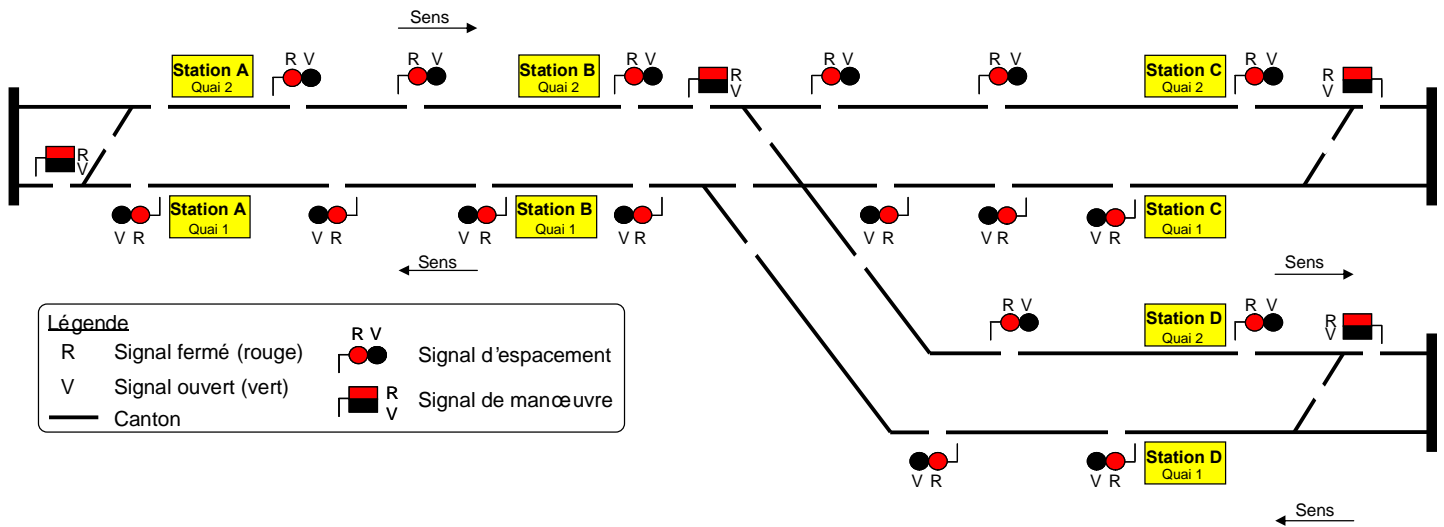 Sens
R V
R V
R V
R V
R V
R V
Station A
Quai 2
Station B
Quai 2
R
V
Station C
Quai 2
R
V
R
V
Station A
Quai 1
Station B
Quai 1
Station C
Quai 1
V R
V R
V R
V R
V R
V R
V R
Sens
Sens
Légende
R Signal fermé (rouge)
V Signal ouvert (vert)
Canton
R V
Signal d'espacement
R
V
Signal de manœuvre
R V
Station D
Quai 2
R V
R
V
V R
V R
Station D
Quai 1
Sens